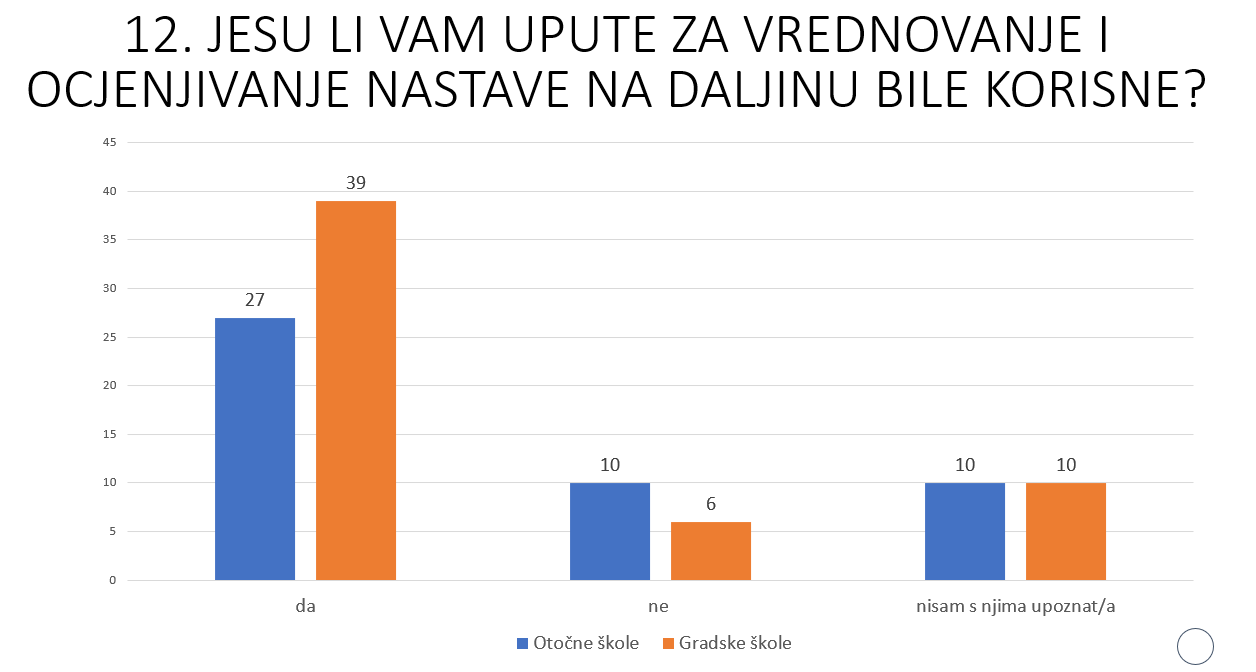 12. JESU LI VAM UPUTE ZA VREDNOVANJE I
OCJENJIVANJE NASTAVE NA DALJINU BILE KORISNE?
45
40
35
30
25
20
15
10
5
0
27
39
10
6
10
10
da
ne
nisam s njima upoznat/a
Otočne škole
Gradske škole